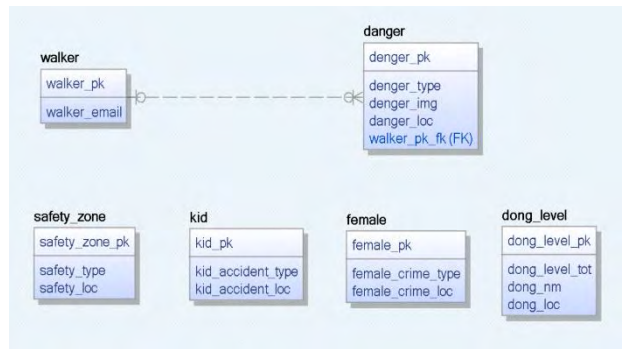 walker
walker_pk
walker_email
danger
denger_pk
denger_type
denger_img
danger_loc
walker_pk_fk (FK)
safety_zone
safety_zone_pk
safety_type
safety_loc
kid
kid_pk
kid_accident_type
kid_accident_loc
female
female_pk
female_crime_type
female_crime_loc
dong_level
dong_level_pk
dong_level_tot
dong_nm
dong_loc